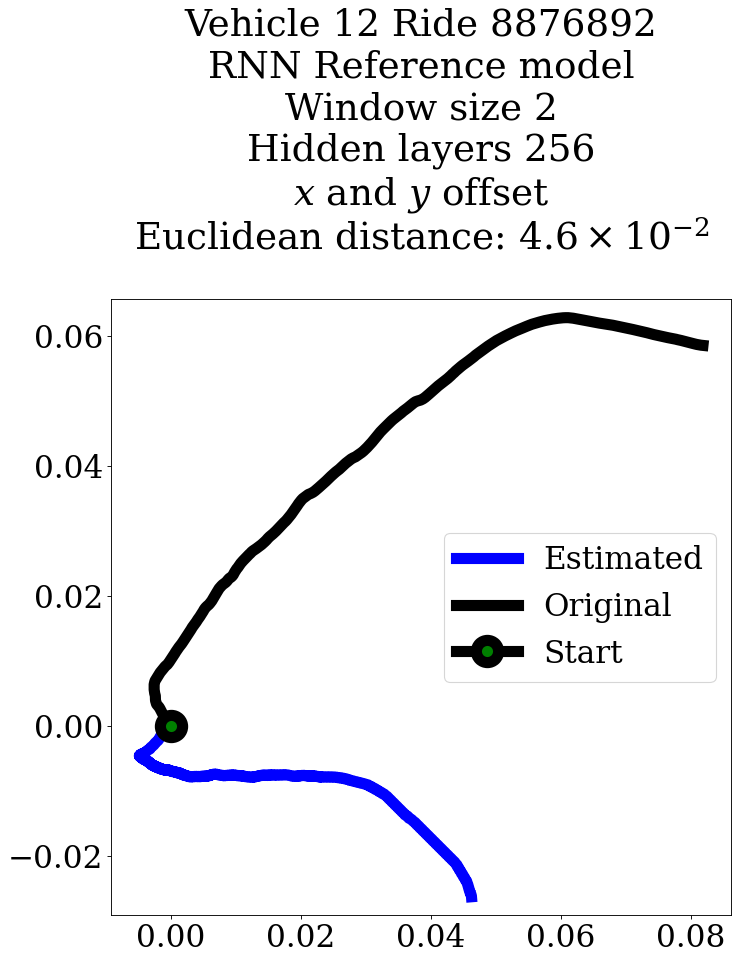 Vehicle 12 Ride 8876892
RNN Reference model
Window size 2
Hidden layers 256
x and y offset
Euclidean distance: 4.6 × 10⁻²
0.06
0.04
0.02
0.00
−0.02
Estimated
Original
Start
0.00 0.02 0.04 0.06 0.08